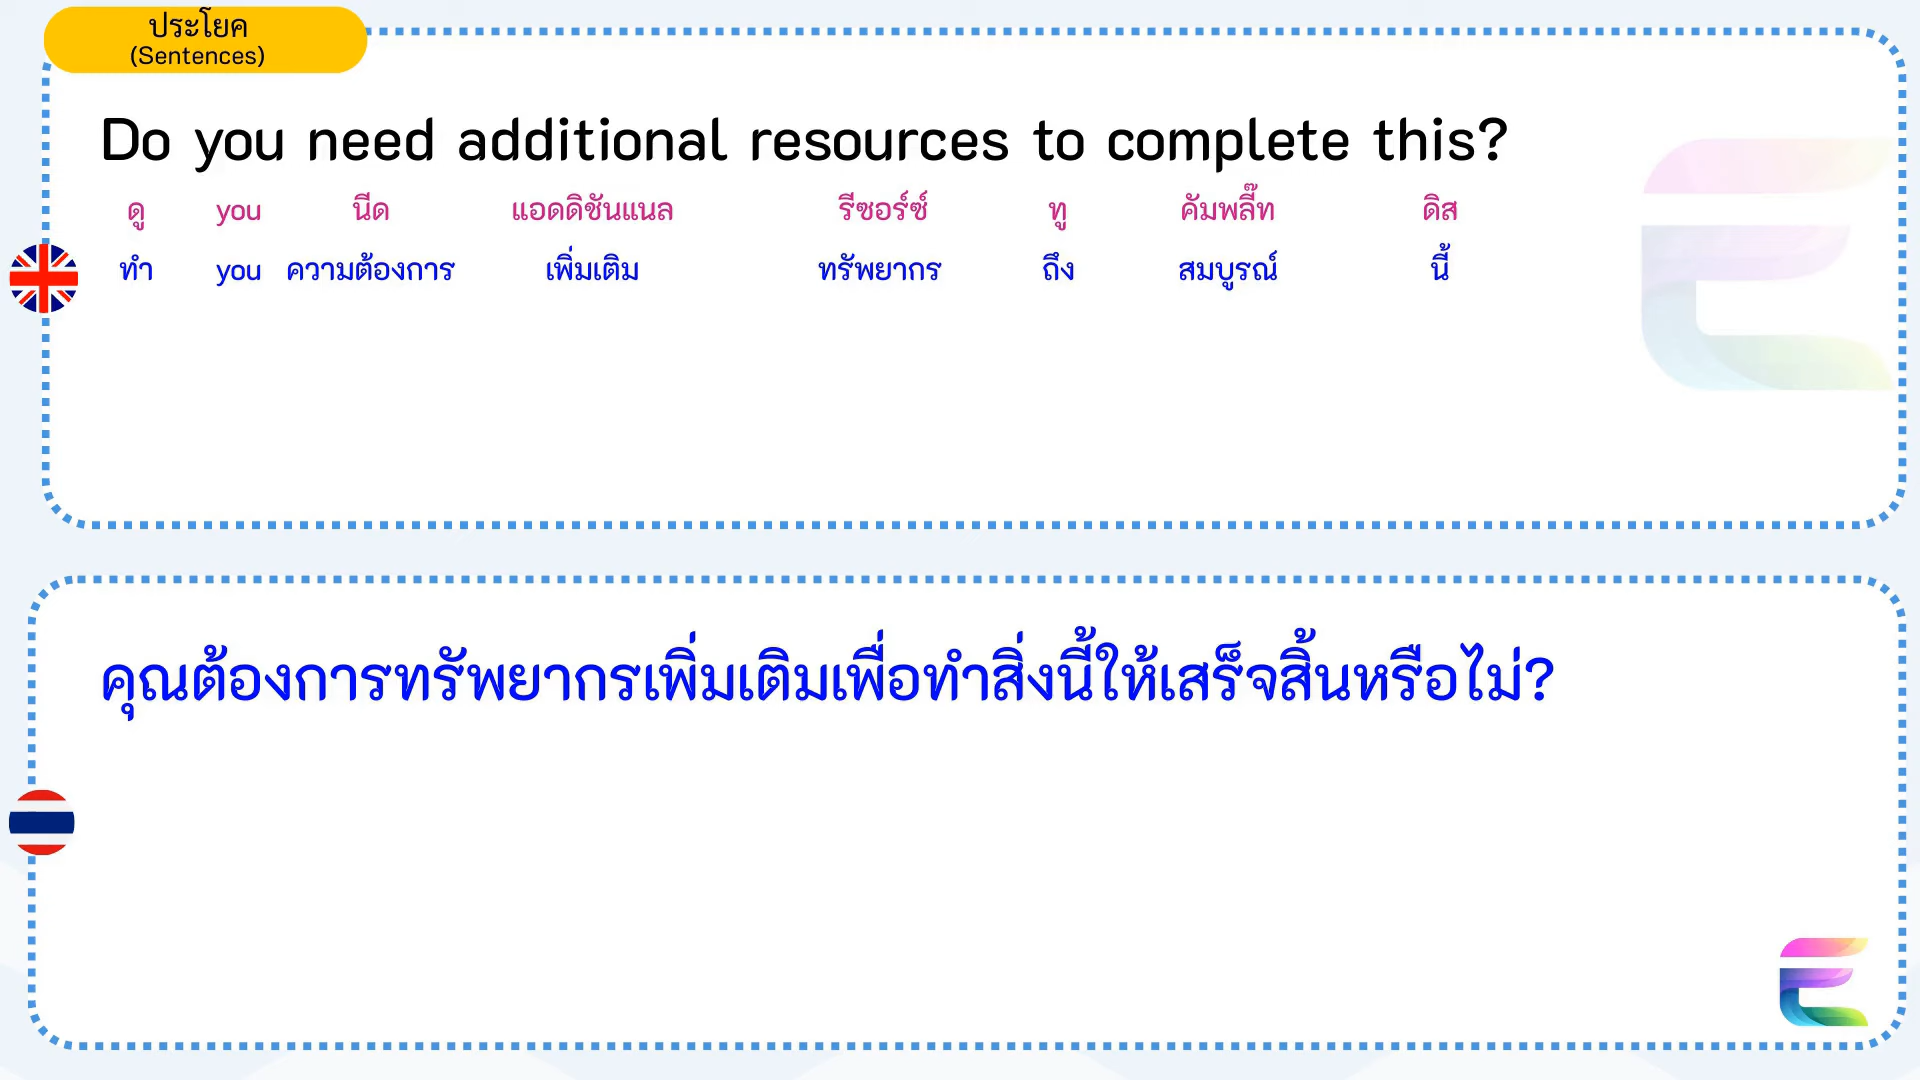 ประโยค
(Sentences)
Do you need additional resources to complete this?
ดู you นีด แอดดิชันแนล รีซอร์ซ์ ทู คัมพลี๊ท ดิส
ทำ you ความต้องการ เพิ่มเติม ทรัพยากร ถึง สมบูรณ์ นี้
คุณต้องการทรัพยากรเพิ่มเติมเพื่อทำสิ่งนี้ให้เสร็จสิ้นหรือไม่?